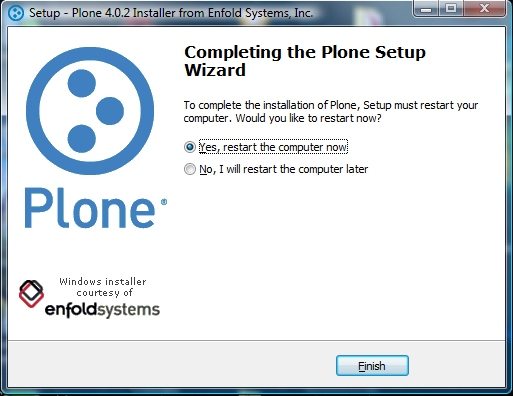 Setup - Plone 4.0.2 Installer from Enfold Systems, Inc.
Completing the Plone Setup
Wizard
To complete the installation of Plone, Setup must restart your
computer. Would you like to restart now?
Yes, restart the computer now
No, I will restart the computer later
Plone®
Windows installer
courtesy of
enfoldsystems
Finish